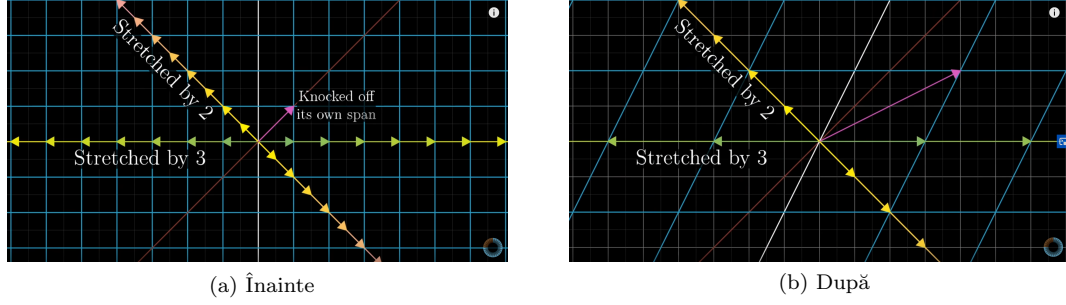 Stretched by 2
Knocked off
its own span
Stretched by 3
(a) Înainte
Stretched by 2
Stretched by 3
(b) După